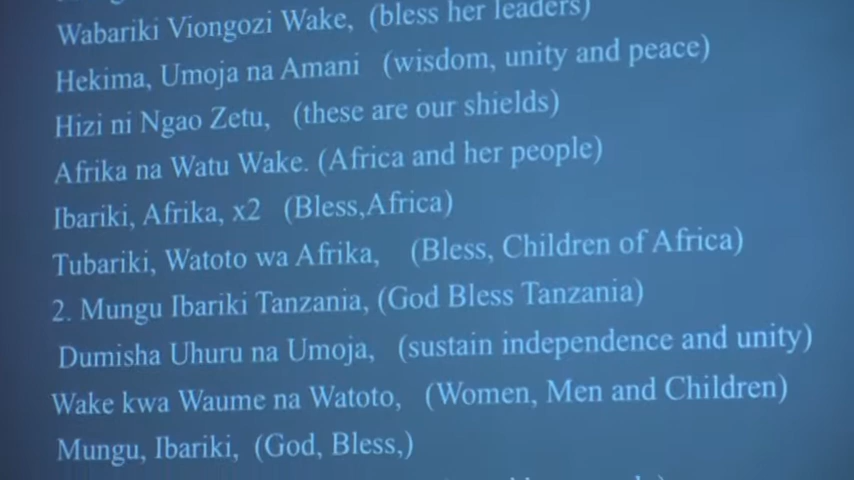 Wabariki Viongozi Wake, (bless her leaders)
Hekima, Umoja na Amani (wisdom, unity and peace)
Hizi ni Ngao Zetu, (these are our shields)
Afrika na Watu Wake. (Africa and her people)
Ibariki, Afrika, x2 (Bless,Africa)
Tubariki, Watoto wa Afrika, (Bless, Children of Africa)
2. Mungu Ibariki Tanzania, (God Bless Tanzania)
Dumisha Uhuru na Umoja, (sustain independence and unity)
Wake kwa Waume na Watoto, (Women, Men and Children)
Mungu, Ibariki, (God, Bless,)